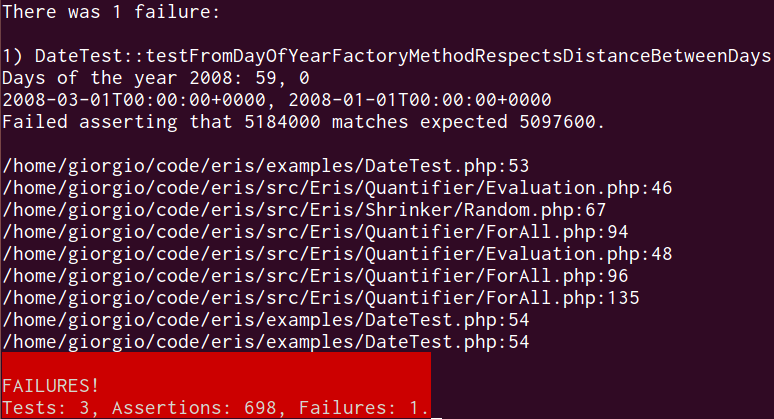 There was 1 failure:
1) DateTest::testFromDayOfYearFactoryMethodRespectsDistanceBetweenDays
Days of the year 2008: 59, 0
2008-03-01T00:00:00+0000, 2008-01-01T00:00:00+0000
Failed asserting that 5184000 matches expected 5097600.
/home/giorgio/code/eris/examples/DateTest.php:53
/home/giorgio/code/eris/src/Eris/Quantifier/Evaluation.php:46
/home/giorgio/code/eris/src/Eris/Shrinker/Random.php:67
/home/giorgio/code/eris/src/Eris/Quantifier/ForAll.php:94
/home/giorgio/code/eris/src/Eris/Quantifier/Evaluation.php:48
/home/giorgio/code/eris/src/Eris/Quantifier/ForAll.php:96
/home/giorgio/code/eris/src/Eris/Quantifier/ForAll.php:135
/home/giorgio/code/eris/examples/DateTest.php:54
/home/giorgio/code/eris/examples/DateTest.php:54
FAILURES!
Tests: 3, Assertions: 698, Failures: 1.